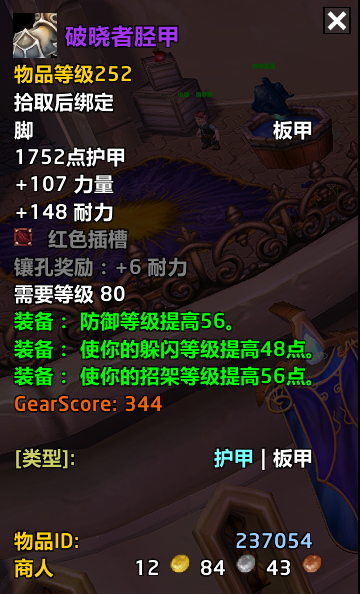 破晓者胫甲
物品等级252
拾取后绑定
脚 板甲
1752点护甲
+107 力量
+148 耐力
红色插槽
镶孔奖励：+6 耐力
需要等级 80
装备： 防御等级提高56。
装备： 使你的躲闪等级提高48点。
装备： 使你的招架等级提高56点。
GearScore: 344
[类型]: 护甲 | 板甲
物品ID: 237054
商人 12 84 43